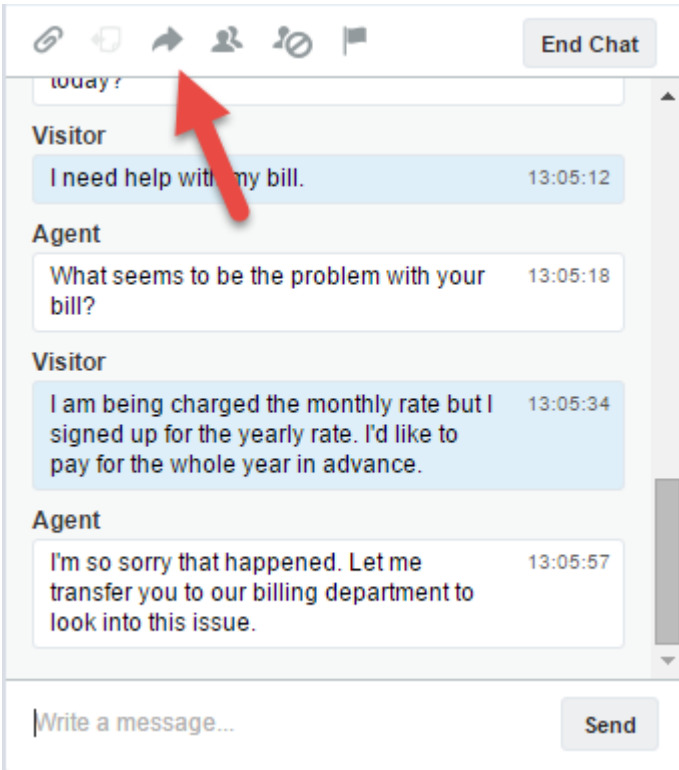 End Chat
today?
Visitor
I need help with my bill.
13:05:12
Agent
What seems to be the problem with your
13:05:18
bill?
Visitor
I am being charged the monthly rate but I
13:05:34
signed up for the yearly rate. I'd like to
pay for the whole year in advance.
Agent
I'm so sorry that happened. Let me
13:05:57
transfer you to our billing department to
look into this issue.
Write a message...
Send